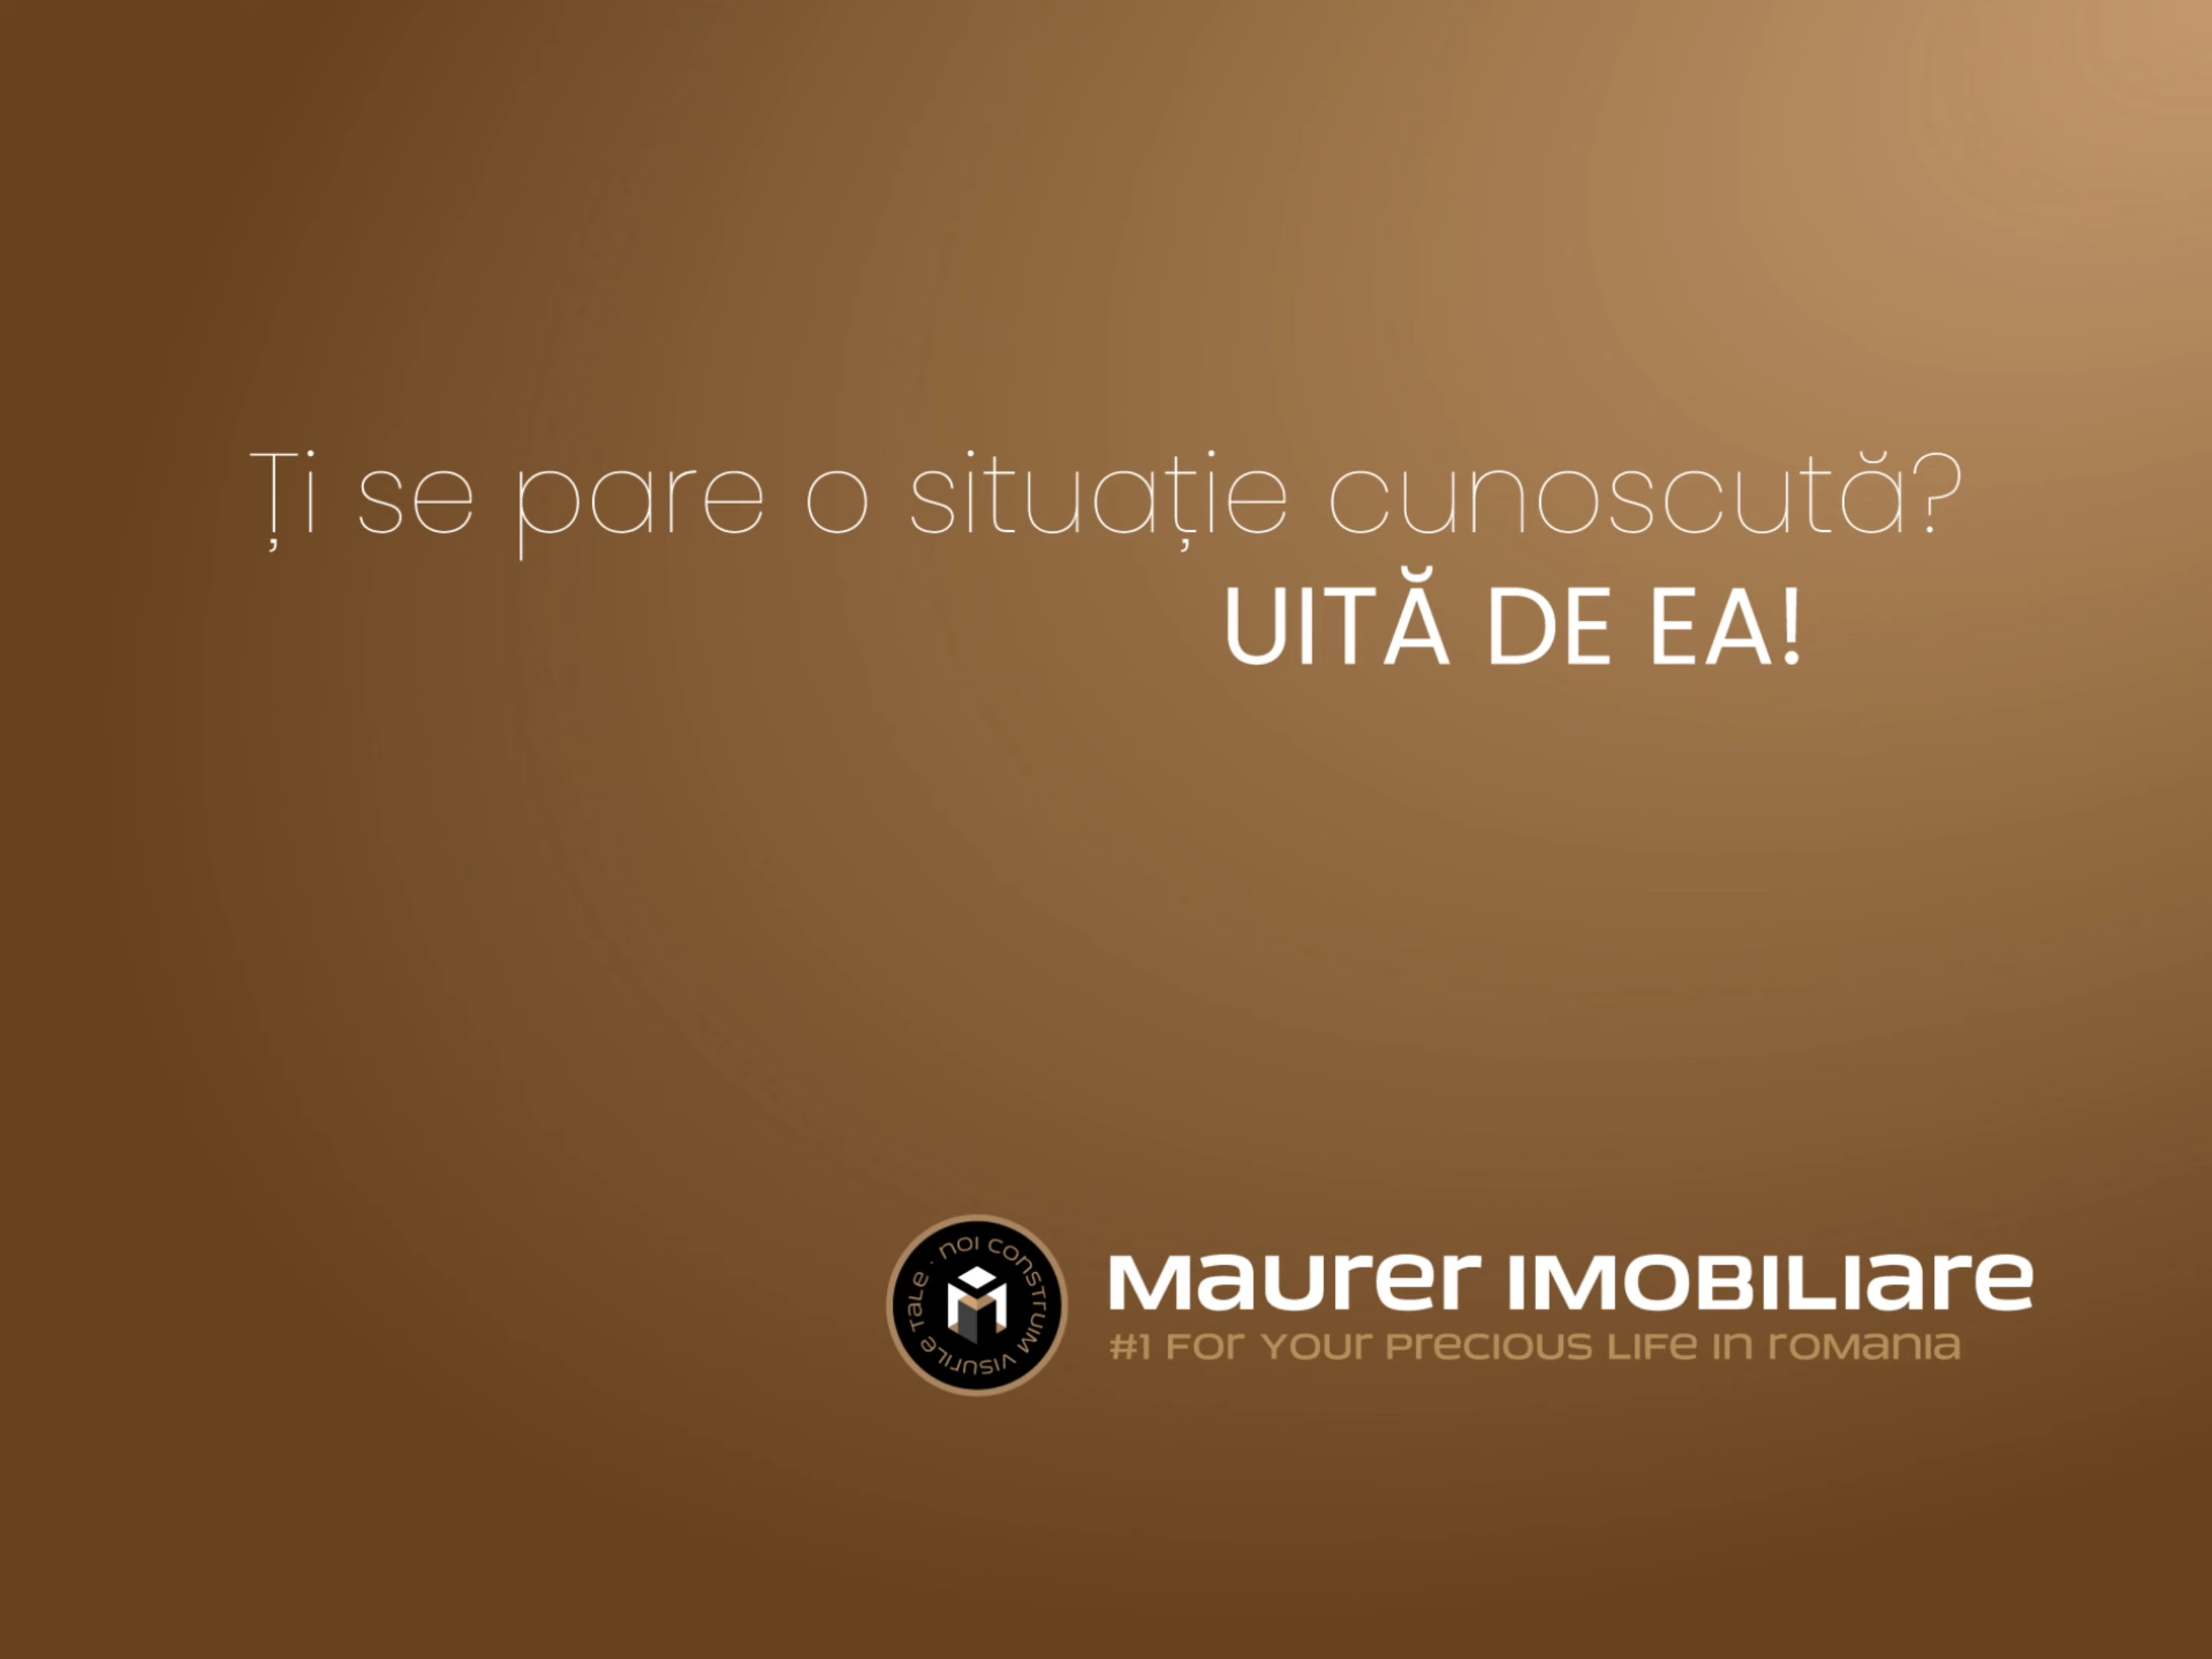 Ți se pare o situație cunoscută?
UITĂ DE EA!
Maurer IMOBILIare
#1 FOr YOUr PrecIOUS LIFe In rOManIa
nOI COnSTrUIM VISUrILe TaLe .